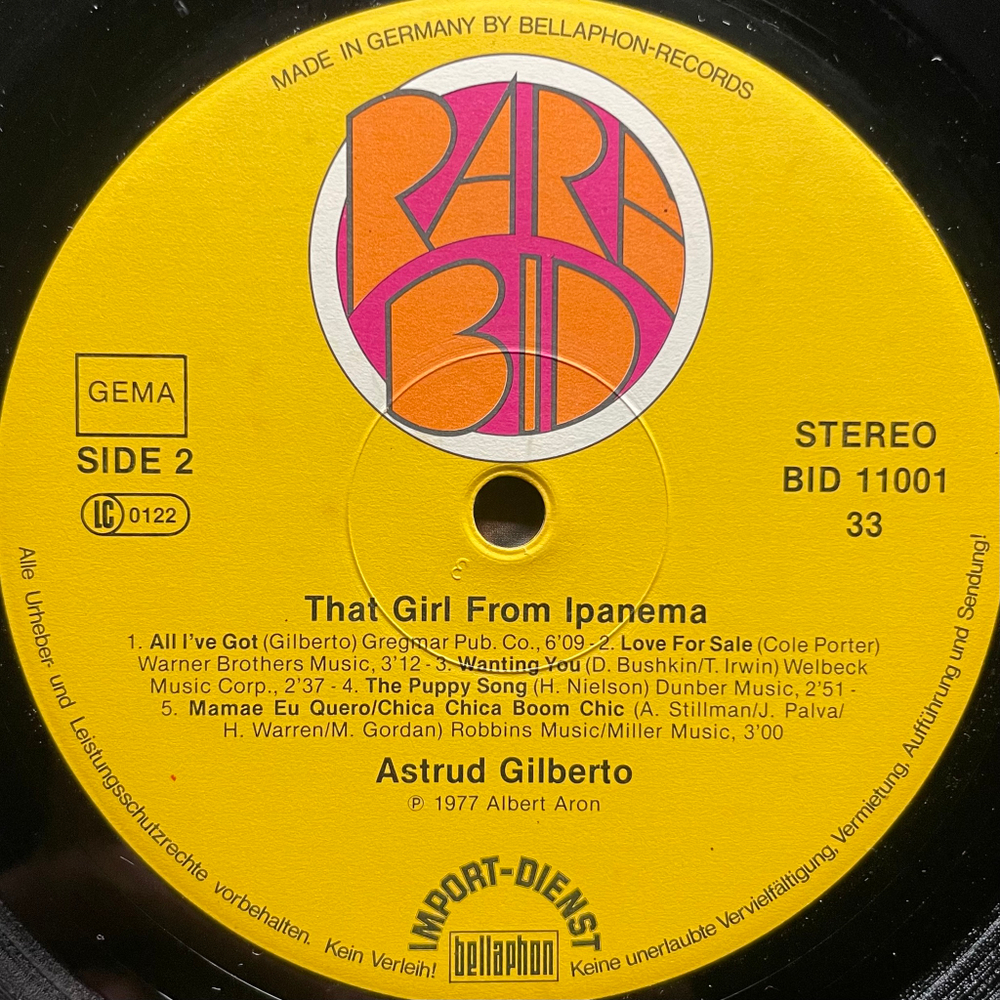 MADE IN GERMANY BY BELLAPHON-RECORDS
RARE
BID
GEMA
SIDE 2
LC 0122
STEREO
BID 11001
33
That Girl From Ipanema
1. All I've Got (Gilberto) Gregmar Pub. Co., 6'09 - 2. Love For Sale (Cole Porter)
Warner Brothers Music, 3'12 - 3. Wanting You (D. Bushkin/T. Irwin) Welbeck
Music Corp., 2'37 - 4. The Puppy Song (H. Nielson) Dunber Music, 2'51 -
5. Mamae Eu Quero/Chica Chica Boom Chic (A. Stillman/J. Palva/
H. Warren/M. Gordan) Robbins Music/Miller Music, 3'00
Astrud Gilberto
℗ 1977 Albert Aron
IMPORT-DIENST
bellaphon
Alle Urheber- und Leistungsschutzrechte vorbehalten. Kein Verleih! Keine unerlaubte Vervielfältigung, Vermietung, Aufführung und Sendung!